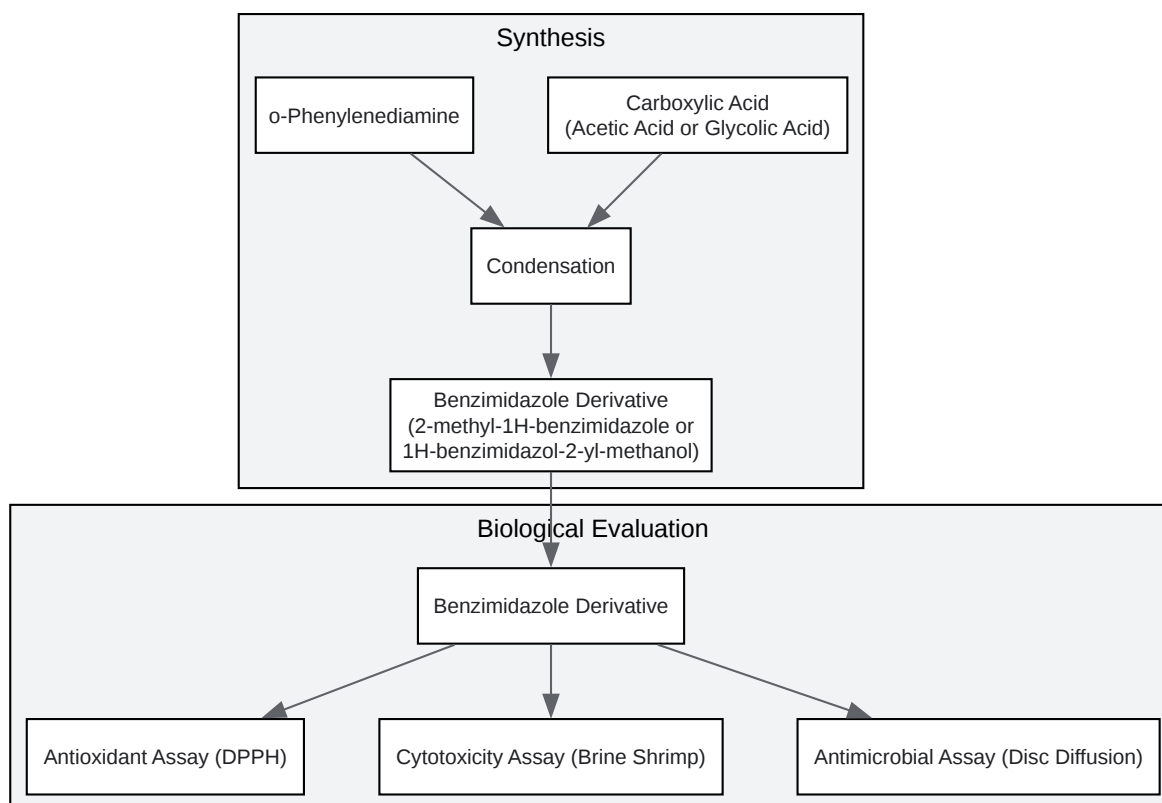 Synthesis
o-Phenylenediamine
Carboxylic Acid
(Acetic Acid or Glycolic Acid)
Condensation
Benzimidazole Derivative
(2-methyl-1H-benzimidazole or
1H-benzimidazol-2-yl-methanol)
Biological Evaluation
Benzimidazole Derivative
Antioxidant Assay (DPPH)
Cytotoxicity Assay (Brine Shrimp)
Antimicrobial Assay (Disc Diffusion)